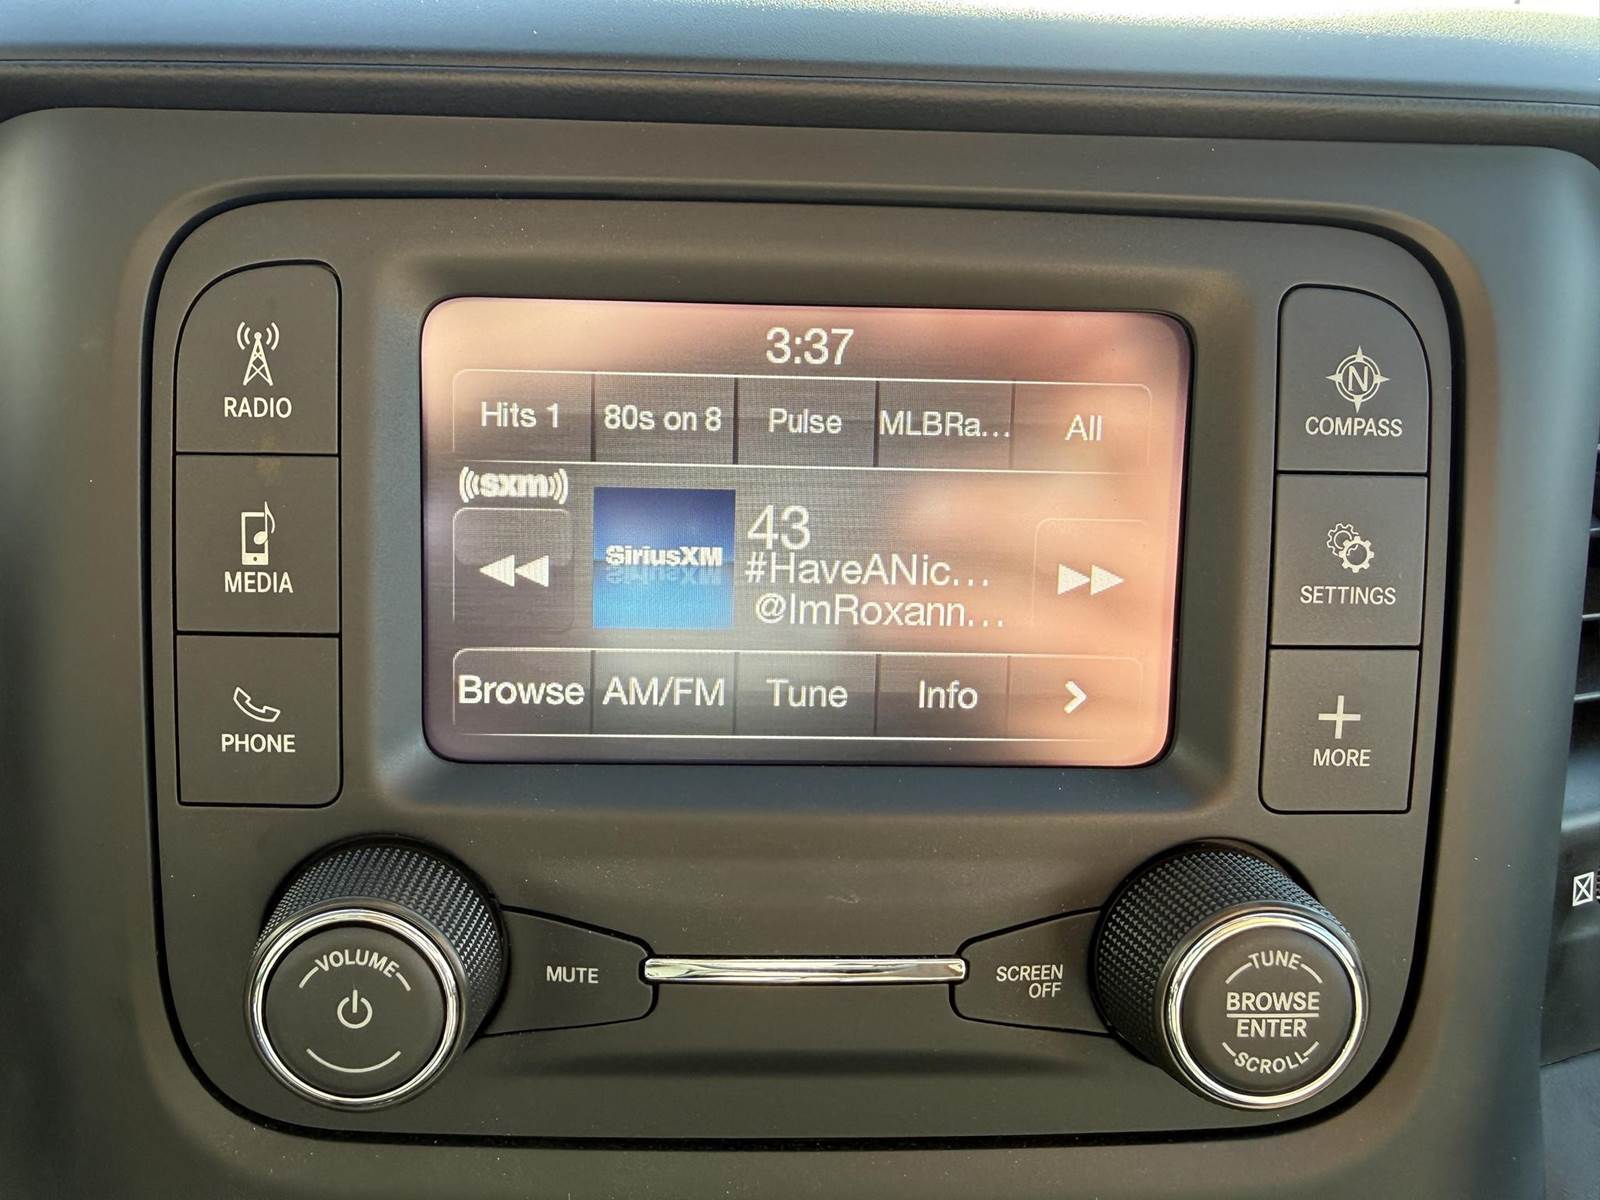 3:37
Hits 1
80s on 8
Pulse
MLBRa...
All
sxm
SiriusXM
43
#HaveANic...
@ImRoxann...
Browse
AM/FM
Tune
Info
RADIO
MEDIA
PHONE
N
COMPASS
SETTINGS
MORE
VOLUME
MUTE
SCREEN
OFF
TUNE
BROWSE
ENTER
SCROLL